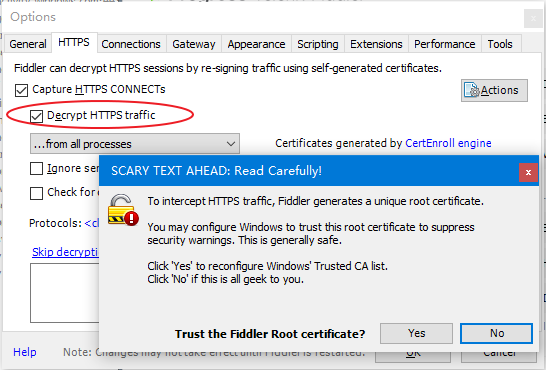 Options
General HTTPS Connections Gateway Appearance Scripting Extensions Performance Tools
Fiddler can decrypt HTTPS sessions by re-signing traffic using self-generated certificates.
Capture HTTPS CONNECTs
Actions
Decrypt HTTPS traffic
...from all processes
Certificates generated by CertEnroll engine
Ignore ser
Check for
Protocols: <cl
Skip decrypti
SCARY TEXT AHEAD: Read Carefully!
To intercept HTTPS traffic, Fiddler generates a unique root certificate.
You may configure Windows to trust this root certificate to suppress
security warnings. This is generally safe.
Click 'Yes' to reconfigure Windows' Trusted CA list.
Click 'No' if this is all geek to you.
Trust the Fiddler Root certificate?
Yes
No
Help
Note: Changes may not take effect until Fiddler is restarted.
OK
Cancel